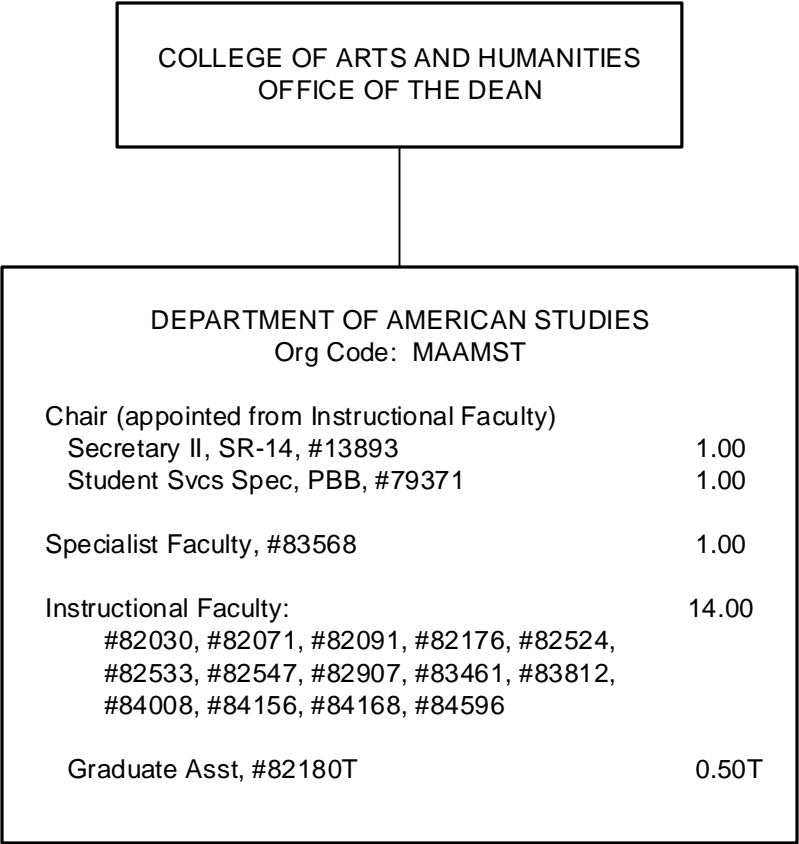 COLLEGE OF ARTS AND HUMANITIES
OFFICE OF THE DEAN
DEPARTMENT OF AMERICAN STUDIES
Org Code: MAAMST
Chair (appointed from Instructional Faculty)
Secretary II, SR-14, #13893 1.00
Student Svcs Spec, PBB, #79371 1.00
Specialist Faculty, #83568 1.00
Instructional Faculty: 14.00
#82030, #82071, #82091, #82176, #82524,
#82533, #82547, #82907, #83461, #83812,
#84008, #84156, #84168, #84596
Graduate Asst, #82180T 0.50T